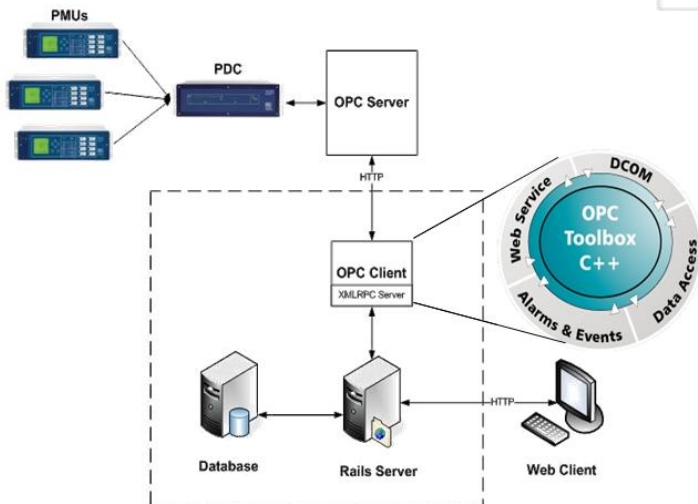 PMUs
PDC
OPC Server
HTTP
OPC Client
XMLRPC Server
Web Service
DCOM
Data Access
Alarms & Events
OPC
Toolbox
C++
HTTP
Database
Rails Server
Web Client